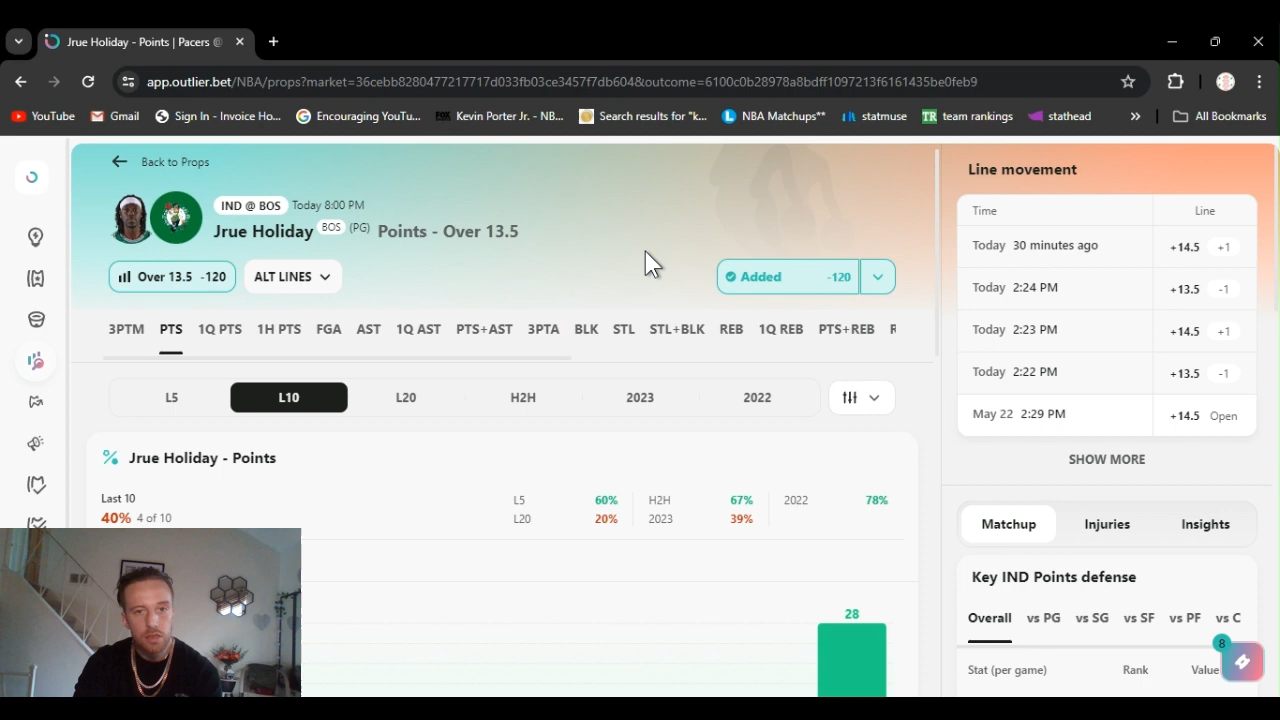 Jrue Holiday - Points | Pacers @
app.outlier.bet/NBA/props?market=36cebb8280477217717d033fb03ce3457f7db604&outcome=6100c0b28978a8bdff1097213f6161435be0feb9
YouTube Gmail Sign In - Invoice Ho... Encouraging YouTu... Kevin Porter Jr. - NB... Search results for "k... NBA Matchups** statmuse team rankings stathead » All Bookmarks
Back to Props
IND @ BOS Today 8:00 PM
Jrue Holiday BOS (PG) Points - Over 13.5
Over 13.5 -120 ALT LINES Added -120
3PTM PTS 1Q PTS 1H PTS FGA AST 1Q AST PTS+AST 3PTA BLK STL STL+BLK REB 1Q REB PTS+REB
L5 L10 L20 H2H 2023 2022
Jrue Holiday - Points
Last 10
40% 4 of 10
L5 60% H2H 67% 2022 78%
L20 20% 2023 39%
28
Line movement
Time Line
Today 30 minutes ago +14.5 +1
Today 2:24 PM +13.5 -1
Today 2:23 PM +14.5 +1
Today 2:22 PM +13.5 -1
May 22 2:29 PM +14.5 Open
SHOW MORE
Matchup Injuries Insights
Key IND Points defense
Overall vs PG vs SG vs SF vs PF vs C
8
Stat (per game) Rank Value